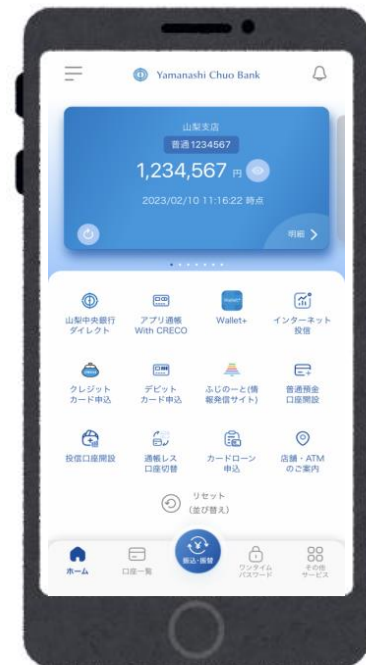 Yamanashi Chuo Bank
山梨支店
普通 1234567
1,234,567 円
2023/02/10 11:16:22 時点
明細
山梨中央銀行
ダイレクト
アプリ通帳
With CRECO
Wallet+
インターネット
投信
クレジット
カード申込
デビット
カード申込
ふじのーと(情
報発信サイト)
普通預金
口座開設
投信口座開設
通帳レス
口座切替
カードローン
申込
店舗・ATM
のご案内
リセット
(並び替え)
ホーム
口座一覧
振込・振替
ワンタイム
パスワード
その他
サービス